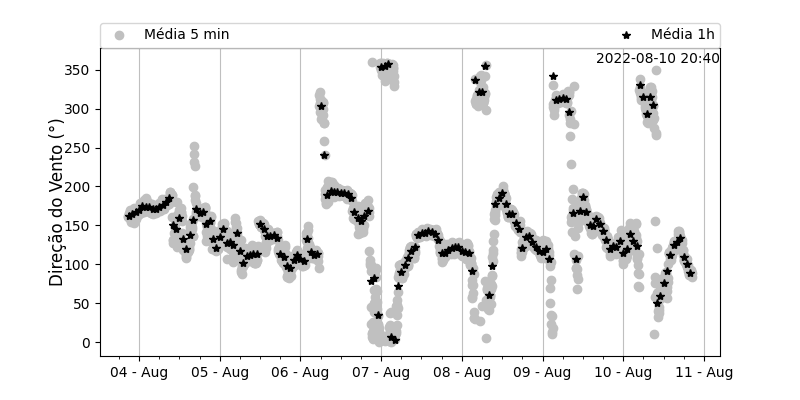 Média 5 min
Média 1h
2022-08-10 20:40
Direção do Vento (°)
350
300
250
200
150
100
50
0
04 - Aug
05 - Aug
06 - Aug
07 - Aug
08 - Aug
09 - Aug
10 - Aug
11 - Aug